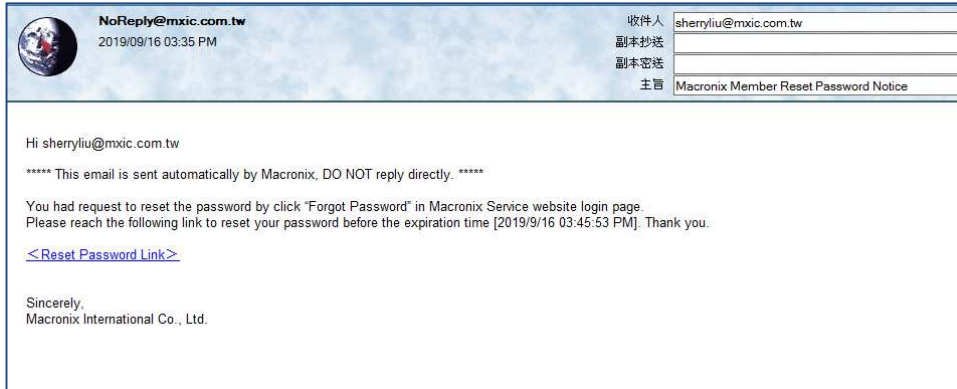 NoReply@mxic.com.tw
2019/09/16 03:35 PM
收件人 sherryliu@mxic.com.tw
副本抄送
副本密送
主旨 Macronix Member Reset Password Notice
Hi sherryliu@mxic.com.tw
***** This email is sent automatically by Macronix, DO NOT reply directly. *****
You had request to reset the password by click “Forgot Password” in Macronix Service website login page.
Please reach the following link to reset your password before the expiration time [2019/9/16 03:45:53 PM]. Thank you.
＜Reset Password Link＞
Sincerely,
Macronix International Co., Ltd.